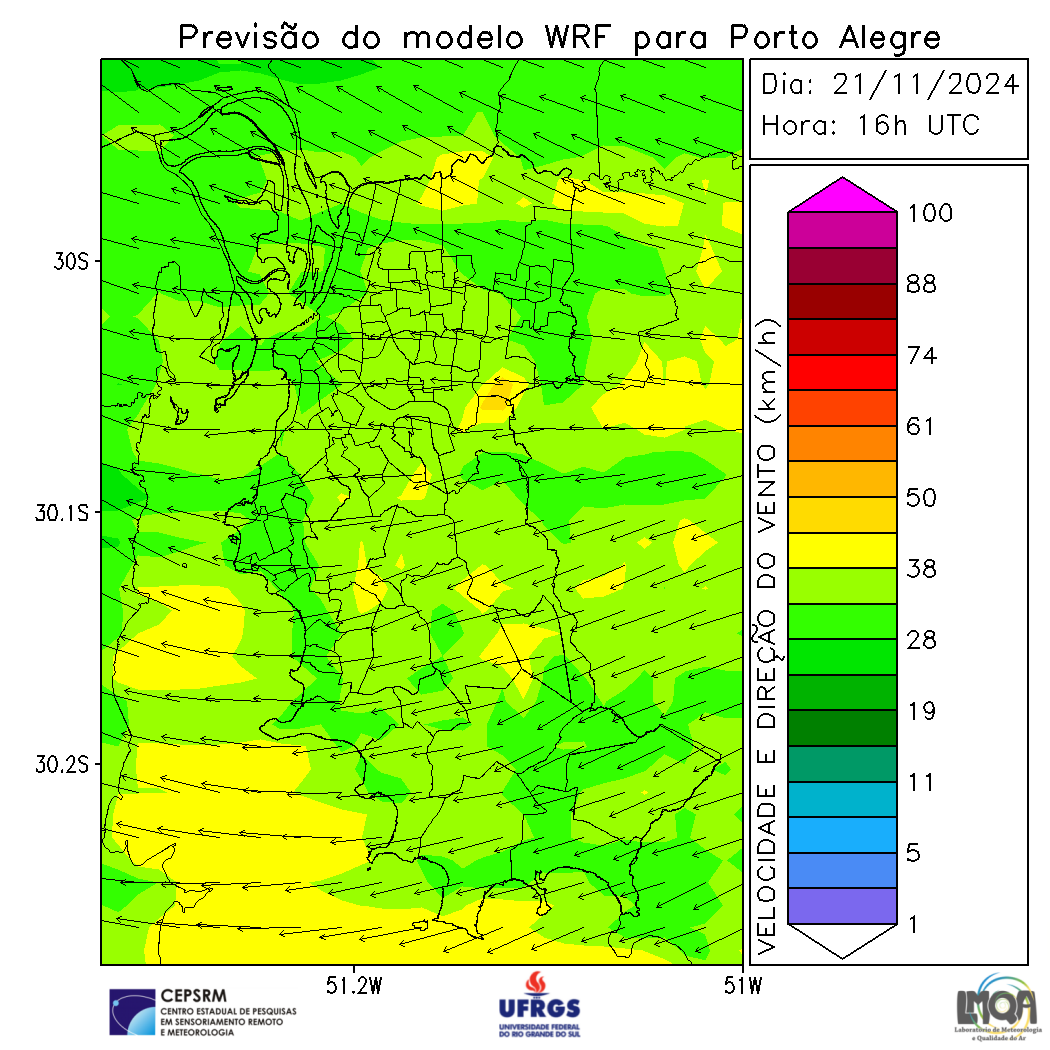 Previsão do modelo WRF para Porto Alegre
Dia: 21/11/2024
Hora: 16h UTC
30S
30.1S
30.2S
51.2W
51W
VELOCIDADE E DIREÇÃO DO VENTO (km/h)
100
88
74
61
50
38
28
19
11
5
1
CEPSRM
CENTRO ESTADUAL DE PESQUISAS
EM SENSORIAMENTO REMOTO
E METEOROLOGIA
UFRGS
UNIVERSIDADE FEDERAL
DO RIO GRANDE DO SUL
LMQA
Laboratório de Meteorologia
e Qualidade do Ar